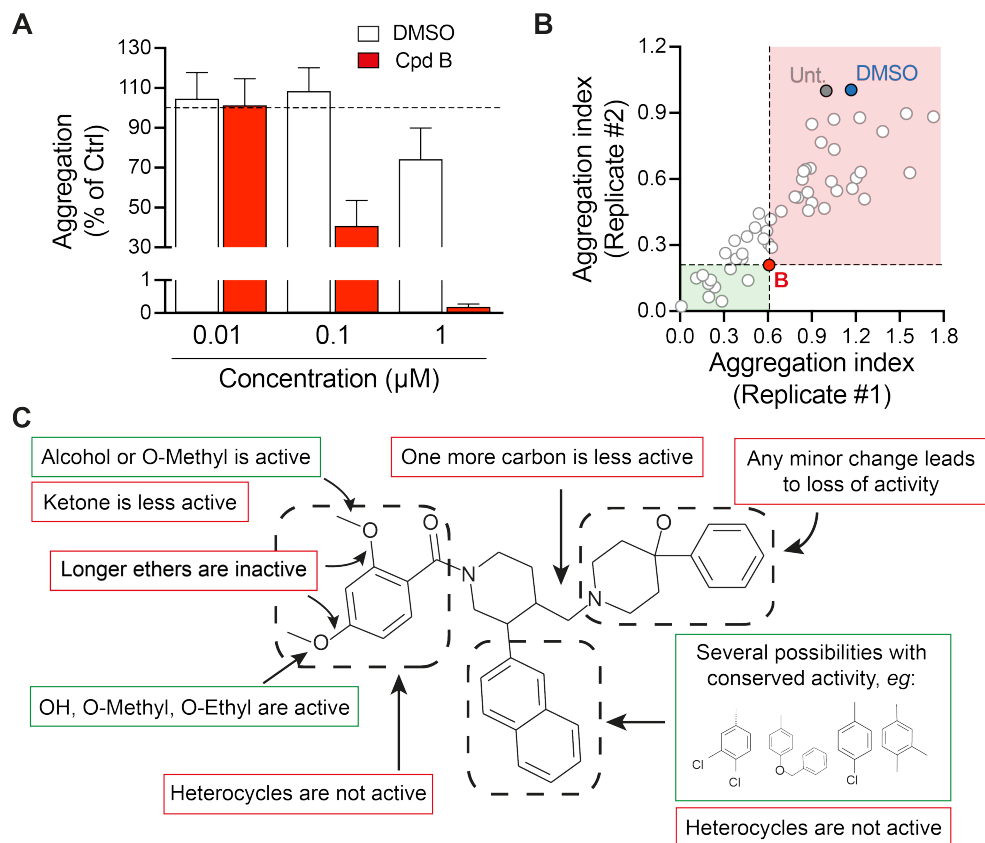 A
DMSO
Cpd B
Aggregation
(% of Ctrl)
130
110
90
70
50
30
1
0
0.01
0.1
1
Concentration (µM)
B
Aggregation index
(Replicate #2)
1.2
0.9
0.6
0.3
0.0
Unt.
DMSO
B
0.0
0.3
0.6
0.9
1.2
1.5
1.8
Aggregation index
(Replicate #1)
C
Alcohol or O-Methyl is active
Ketone is less active
Longer ethers are inactive
OH, O-Methyl, O-Ethyl are active
Heterocycles are not active
One more carbon is less active
Any minor change leads
to loss of activity
O
O
O
N
N
O
Several possibilities with
conserved activity, eg:
Cl
Cl
O
Cl
Heterocycles are not active